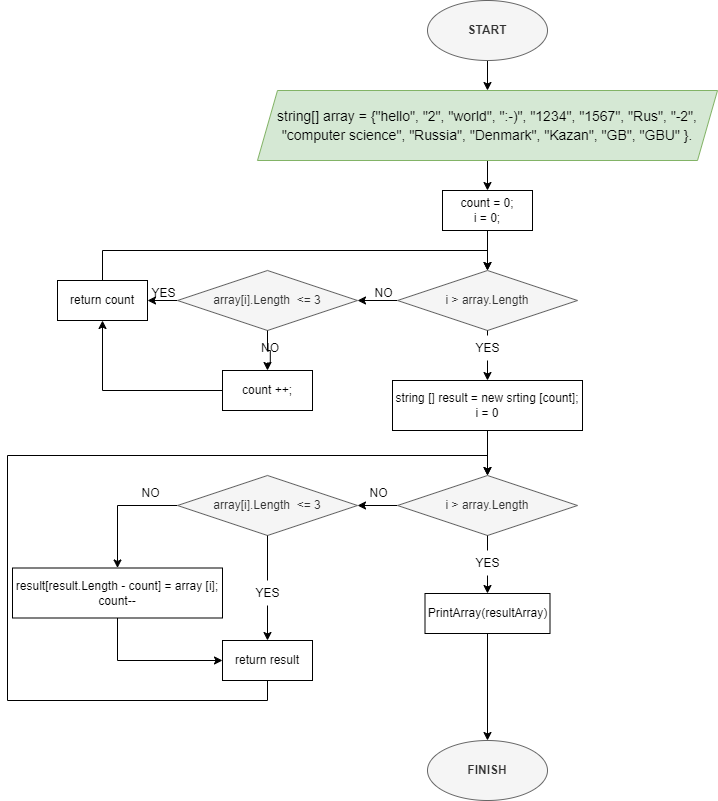 START
string[] array = {"hello", "2", "world", ":-)", "1234", "1567", "Rus", "-2",
"computer science", "Russia", "Denmark", "Kazan", "GB", "GBU" }.
count = 0;
i = 0;
return count
YES
array[i].Length  <= 3
NO
i > array.Length
NO
YES
count ++;
string [] result = new srting [count];
i = 0
NO
array[i].Length  <= 3
NO
i > array.Length
YES
YES
result[result.Length - count] = array [i];
count--
PrintArray(resultArray)
return result
FINISH